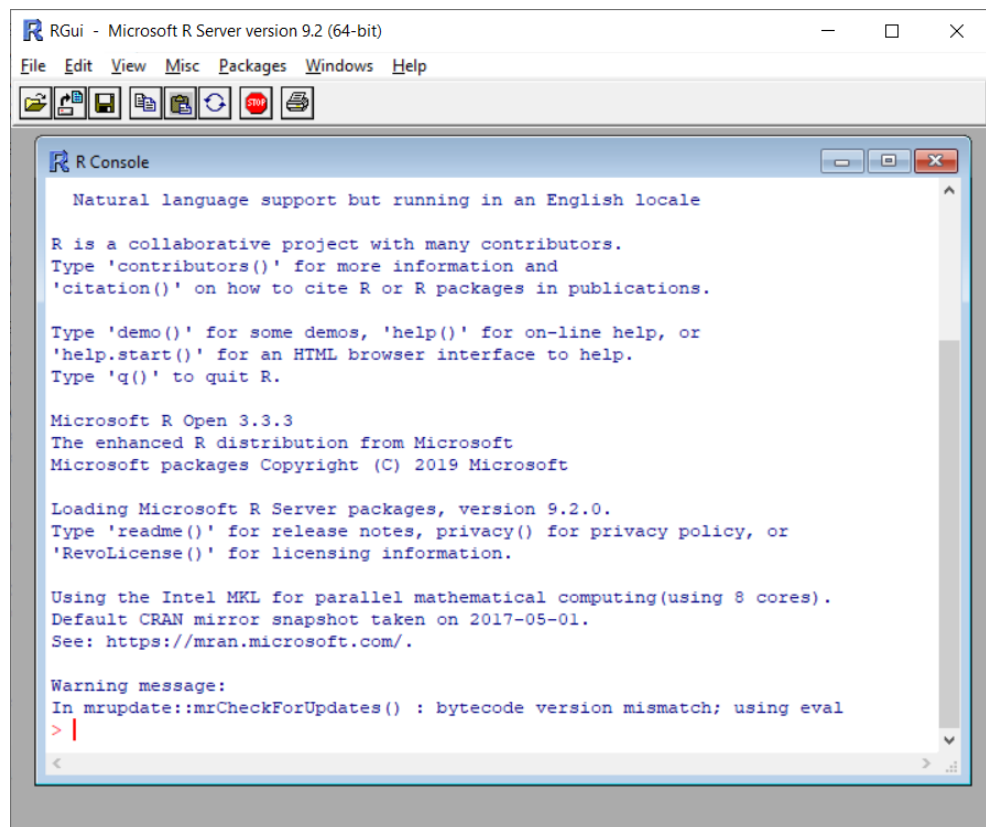 RGui - Microsoft R Server version 9.2 (64-bit)
File Edit View Misc Packages Windows Help
STOP
R Console
Natural language support but running in an English locale
R is a collaborative project with many contributors.
Type 'contributors()' for more information and
'citation()' on how to cite R or R packages in publications.
Type 'demo()' for some demos, 'help()' for on-line help, or
'help.start()' for an HTML browser interface to help.
Type 'q()' to quit R.
Microsoft R Open 3.3.3
The enhanced R distribution from Microsoft
Microsoft packages Copyright (C) 2019 Microsoft
Loading Microsoft R Server packages, version 9.2.0.
Type 'readme()' for release notes, privacy() for privacy policy, or
'RevoLicense()' for licensing information.
Using the Intel MKL for parallel mathematical computing(using 8 cores).
Default CRAN mirror snapshot taken on 2017-05-01.
See: https://mran.microsoft.com/.
Warning message:
In mrupdate::mrCheckForUpdates() : bytecode version mismatch; using eval
>